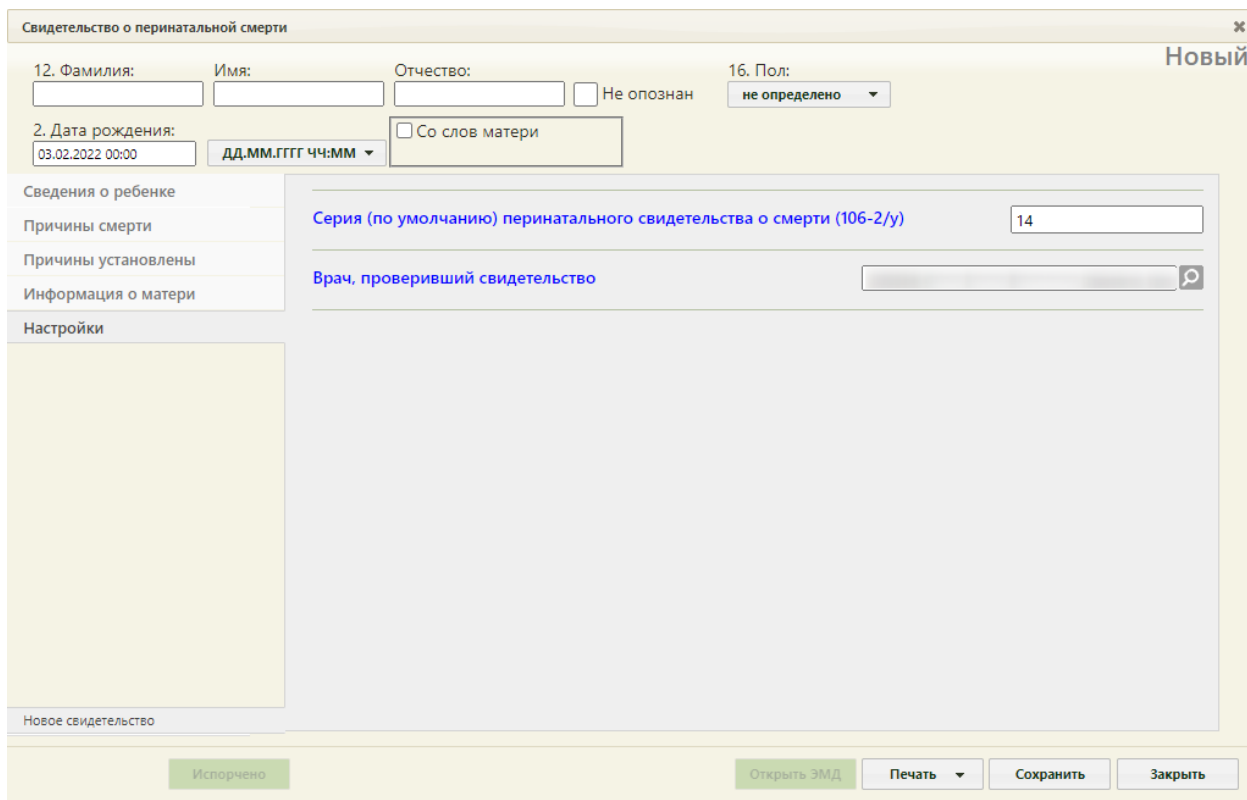 Свидетельство о перинатальной смерти
Новый
12. Фамилия: Имя: Отчество: 16. Пол:
Не опознан не определено
2. Дата рождения: Со слов матери
03.02.2022 00:00 ДД.ММ.ГГГГ ЧЧ:ММ
Сведения о ребенке
Причины смерти
Причины установлены
Информация о матери
Настройки
Серия (по умолчанию) перинатального свидетельства о смерти (106-2/у) 14
Врач, проверивший свидетельство
Новое свидетельство
Испорчено Открыть ЭМД Печать Сохранить Закрыть